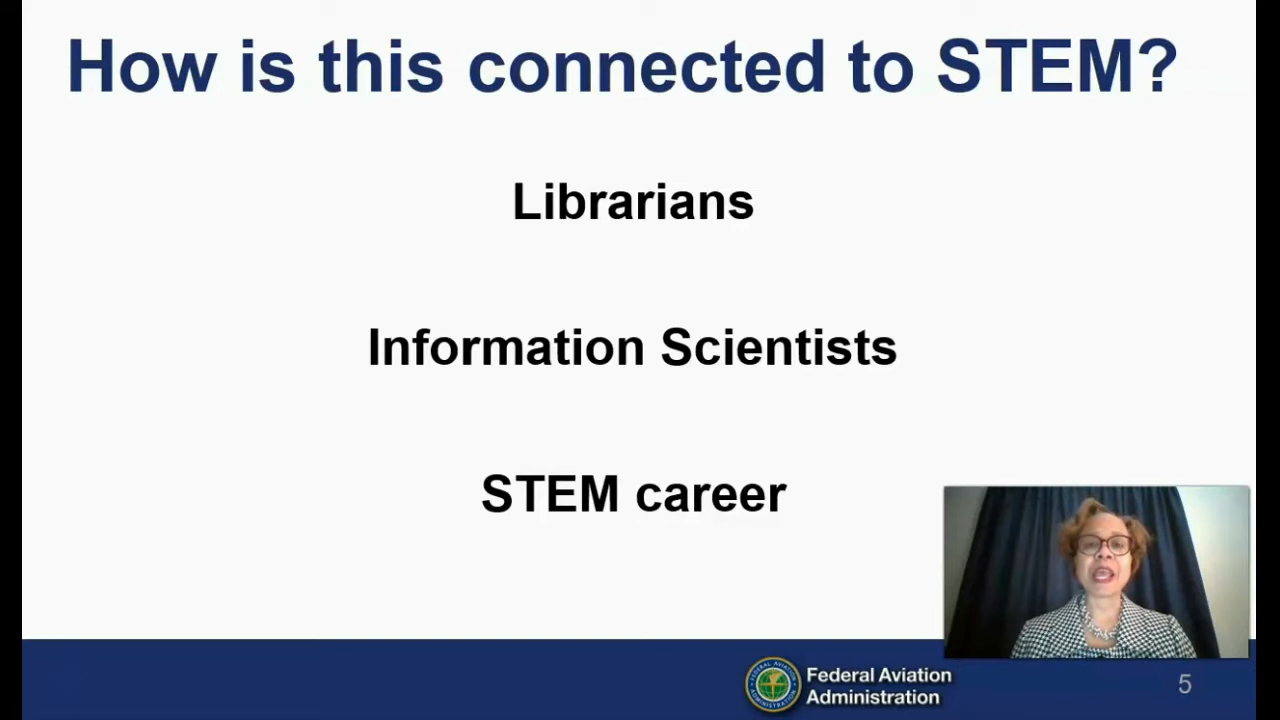 How is this connected to STEM?
Librarians
Information Scientists
STEM career
Federal Aviation
Administration
5